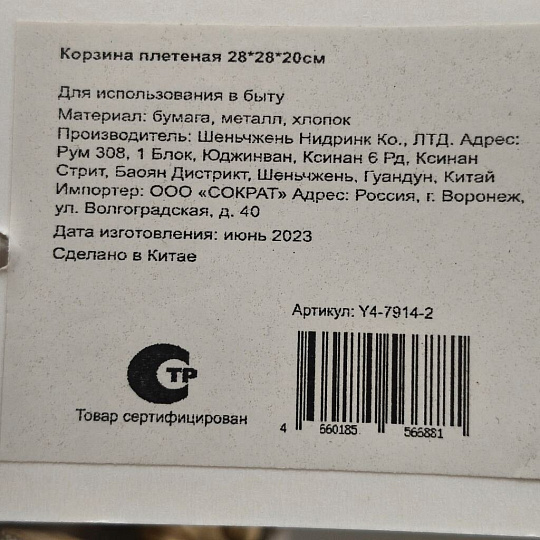 Корзина плетеная 28*28*20см
Для использования в быту
Материал: бумага, металл, хлопок
Производитель: Шеньчжень Нидринк Ко., ЛТД. Адрес:
Рум 308, 1 Блок, Юджинван, Ксинан 6 Рд, Ксинан
Стрит, Баоян Дистрикт, Шеньчжень, Гуандун, Китай
Импортер: ООО «СОКРАТ» Адрес: Россия, г. Воронеж,
ул. Волгоградская, д. 40
Дата изготовления: июнь 2023
Сделано в Китае
Артикул: Y4-7914-2
СТР
Товар сертифицирован
4 660185 566881